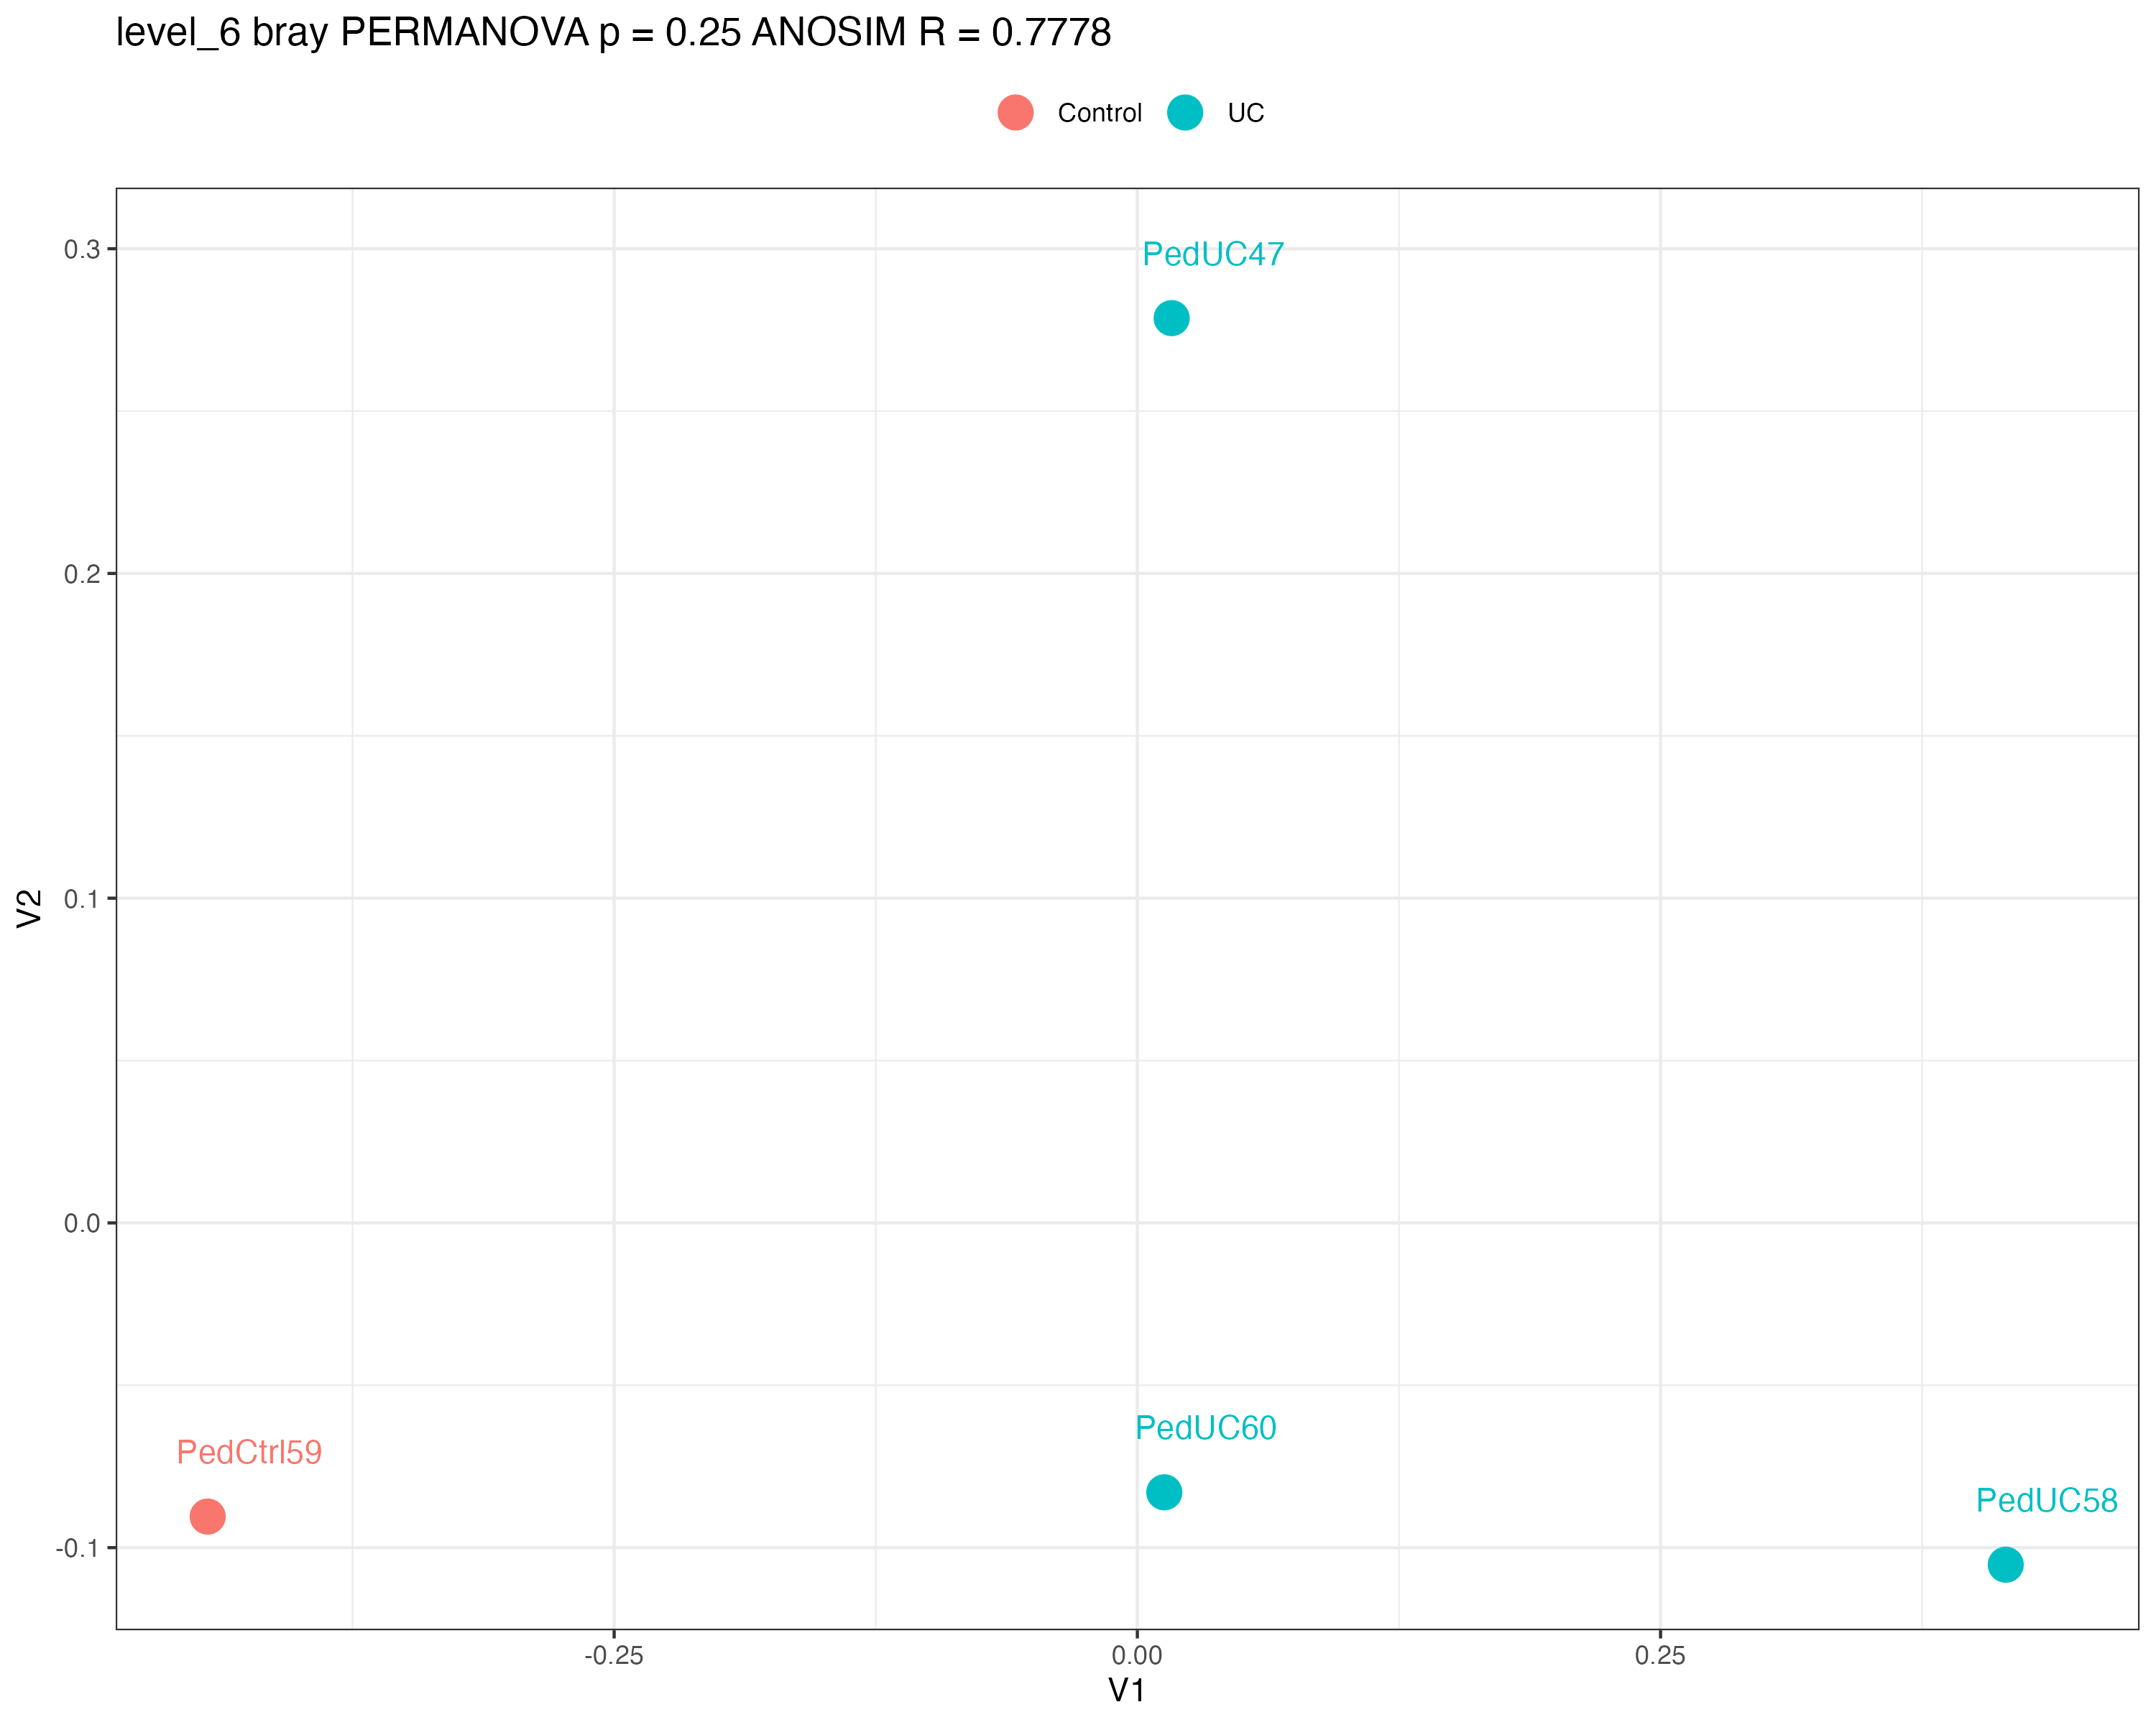 level_6 bray PERMANOVA p = 0.25 ANOSIM R = 0.7778
Control UC
0.3
0.2
0.1
0.0
-0.1
V2
PedUC47
PedUC60
PedCtrl59
PedUC58
-0.25 0.00 0.25
V1